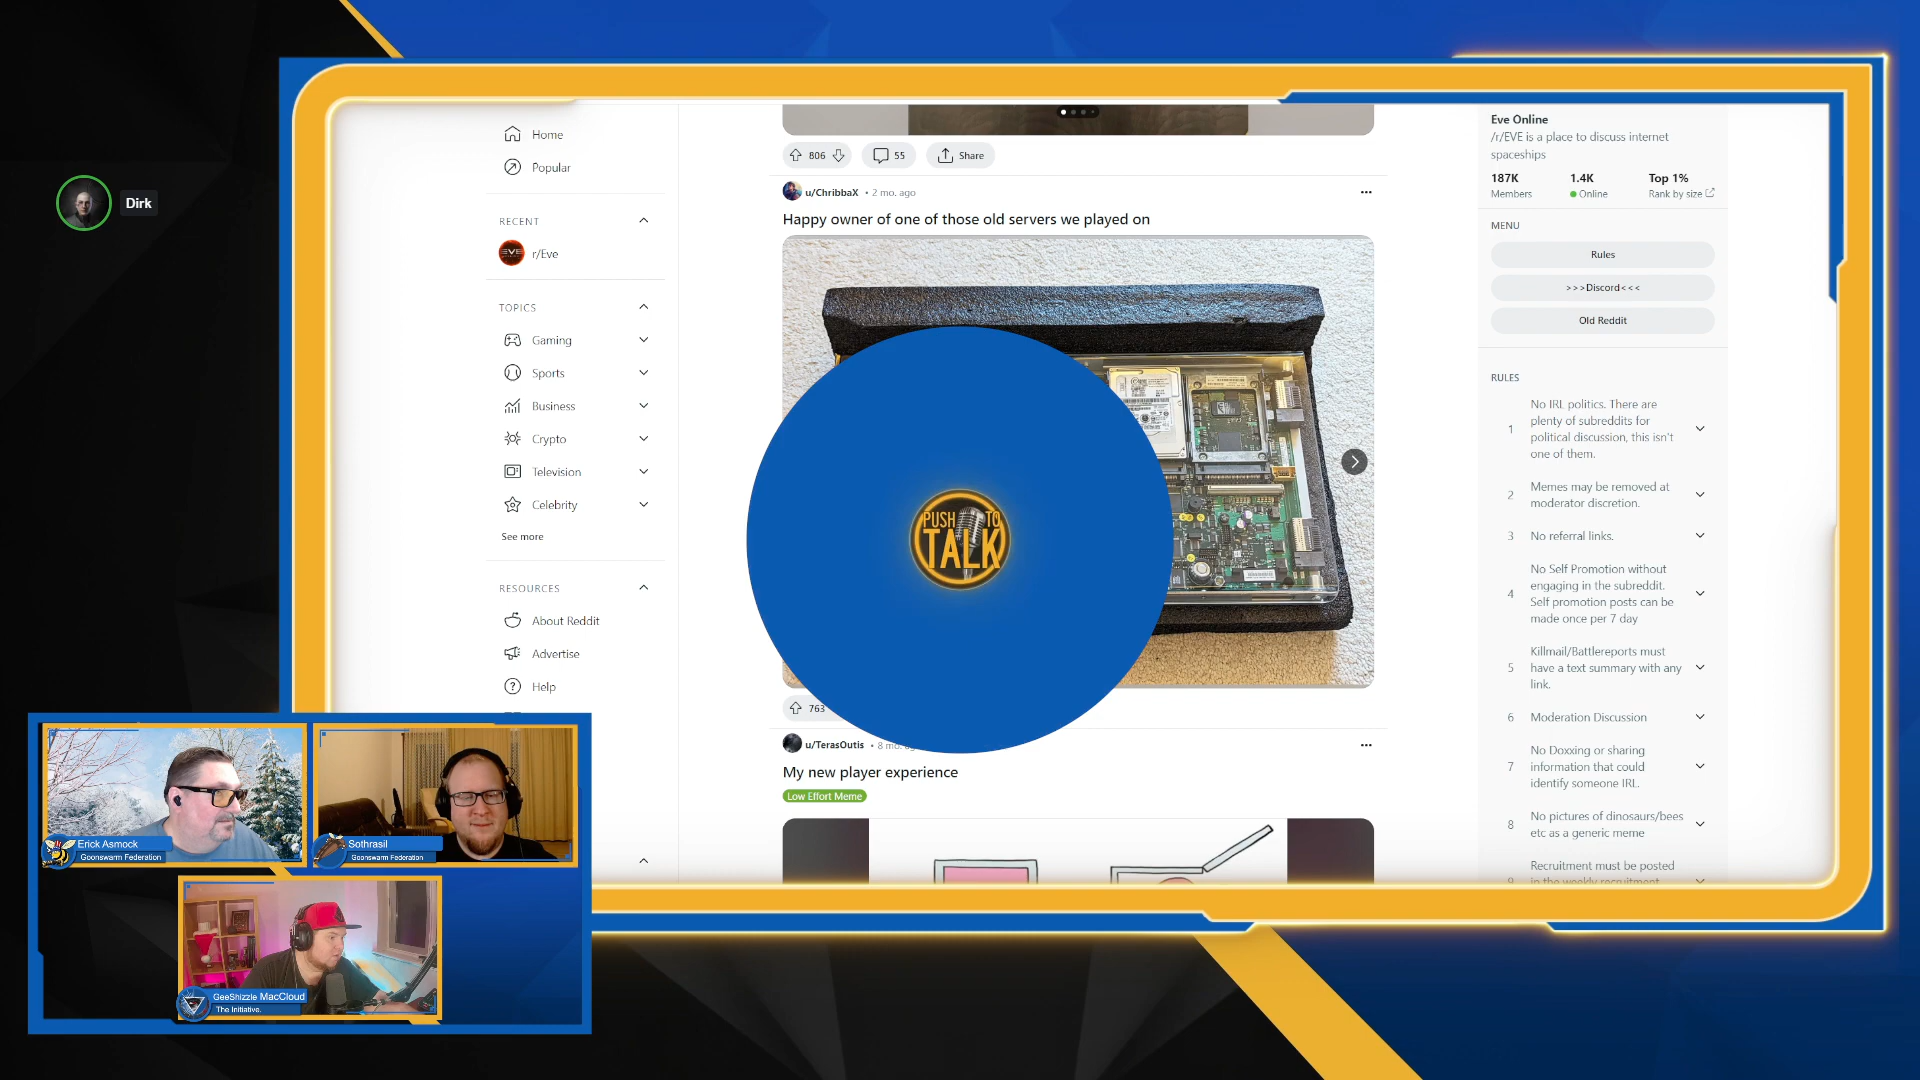 Dirk
Home
Popular
RECENT
r/Eve
TOPICS
Gaming
Sports
Business
Crypto
Television
Celebrity
See more
RESOURCES
About Reddit
Advertise
Help
806
55
Share
u/ChribbaX • 2 mo. ago
Happy owner of one of those old servers we played on
PUSH TO
TALK
763
u/TerasOutis • 8 mo. ago
My new player experience
Low Effort Meme
Eve Online
/r/EVE is a place to discuss internet
spaceships
187K
1.4K
Top 1%
Members
Online
Rank by size
MENU
Rules
>>>Discord<<<
Old Reddit
RULES
1
No IRL politics. There are
plenty of subreddits for
political discussion, this isn't
one of them.
2
Memes may be removed at
moderator discretion.
3
No referral links.
4
No Self Promotion without
engaging in the subreddit.
Self promotion posts can be
made once per 7 day
5
Killmail/Battlereports must
have a text summary with any
link.
6
Moderation Discussion
7
No Doxxing or sharing
information that could
identify someone IRL.
8
No pictures of dinosaurs/bees
etc as a generic meme
9
Recruitment must be posted
in the weekly recruitment
Erick Asmock
Goonswarm Federation
Sothrasil
Goonswarm Federation
GeeShizzle MacCloud
The Initiative.